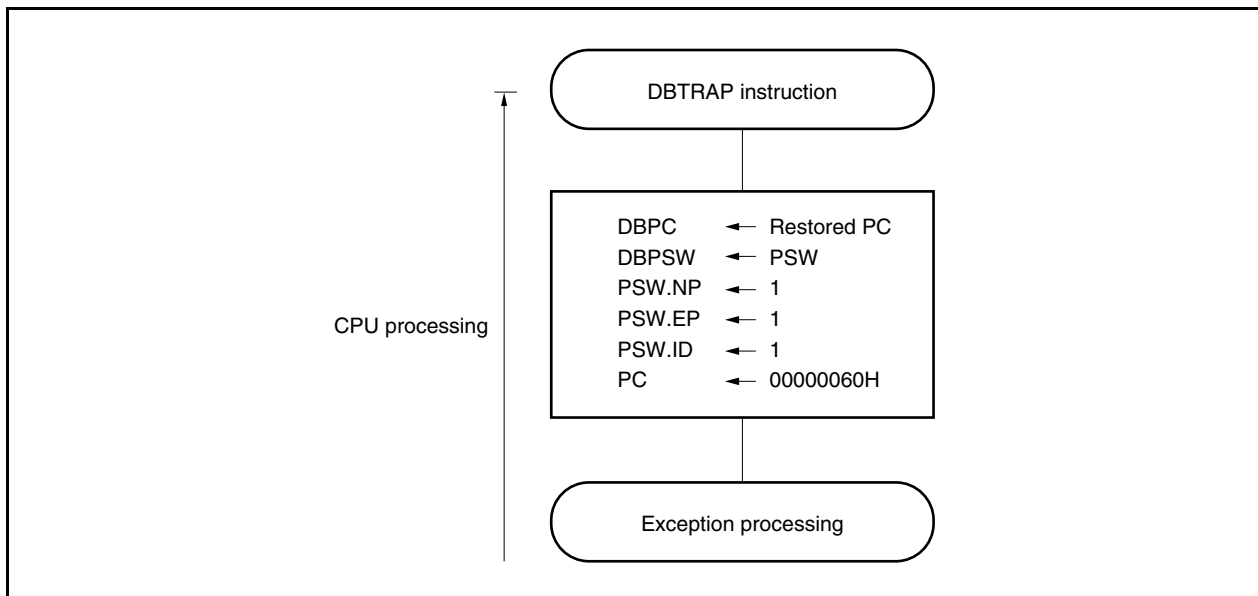 DBTRAP instruction
CPU processing
DBPC ← Restored PC
DBPSW ← PSW
PSW.NP ← 1
PSW.EP ← 1
PSW.ID ← 1
PC ← 00000060H
Exception processing